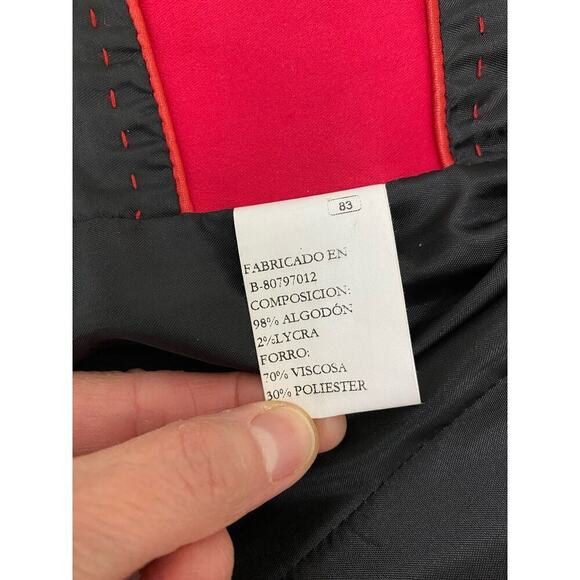 83
FABRICADO EN
B-80797012
COMPOSICION:
98% ALGODÓN
2%LYCRA
FORRO:
70% VISCOSA
30% POLIESTER